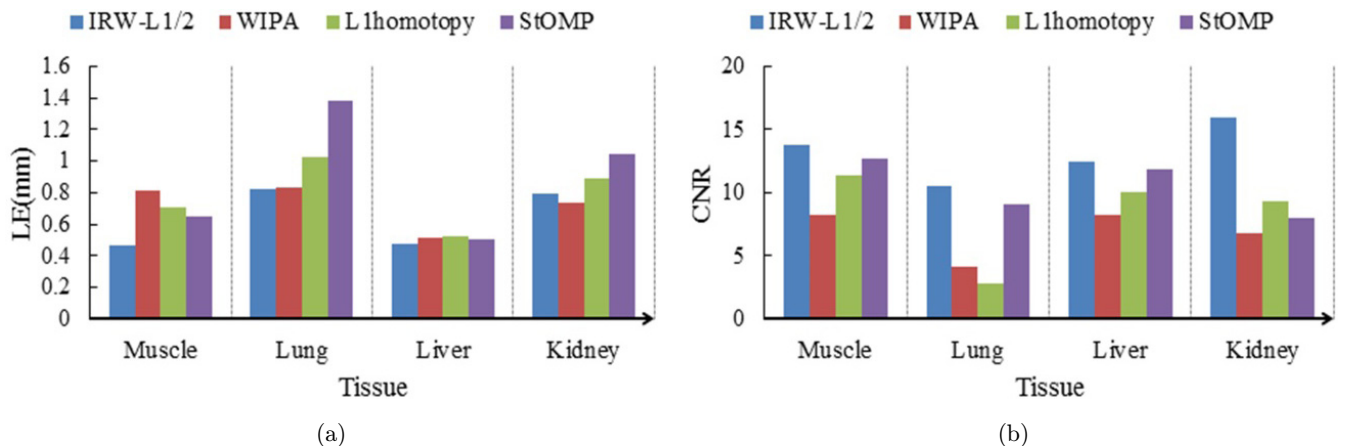 IRW-L1/2 WIPA L1homotopy StOMP
LE(mm)
1.6
1.4
1.2
1
0.8
0.6
0.4
0.2
0
Muscle Lung Liver Kidney
Tissue
(a)
IRW-L1/2 WIPA L1homotopy StOMP
CNR
20
15
10
5
0
Muscle Lung Liver Kidney
Tissue
(b)